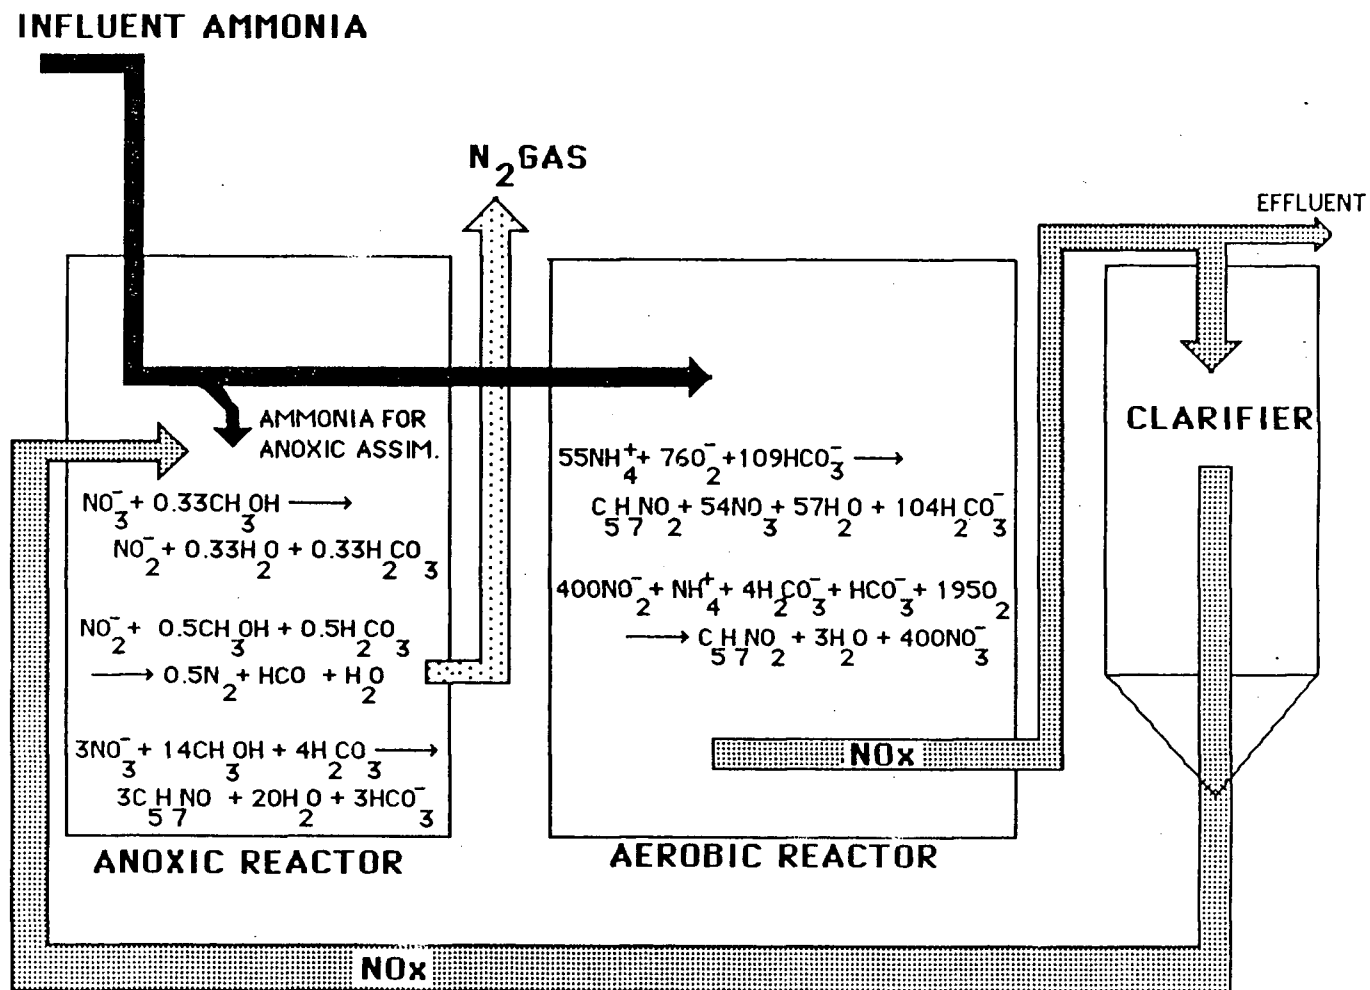 INFLUENT AMMONIA
N₂GAS
EFFLUENT
AMMONIA FOR
ANOXIC ASSIM.
CLARIFIER
NO₃⁻ + 0.33CH₃OH ⟶
NO₂⁻ + 0.33H₂O + 0.33H₂CO₃
NO₂⁻ + 0.5CH₃OH + 0.5H₂CO₃
⟶ 0.5N₂ + HCO + H₂O
3NO₃⁻ + 14CH₃OH + 4H₂CO₃ ⟶
3C₅H₇NO + 20H₂O + 3HCO₃⁻
ANOXIC REACTOR
55NH₄⁺ + 76O₂⁻ + 109HCO₃⁻ ⟶
C₅H₇NO₂ + 54NO₃ + 57H₂O + 104H₂CO₃⁻
400NO₂⁻ + NH₄⁺ + 4H₂CO₃⁻ + HCO₃⁻ + 195O₂
⟶ C₅H₇NO₂ + 3H₂O + 400NO₃⁻
NOx
AEROBIC REACTOR
NOx